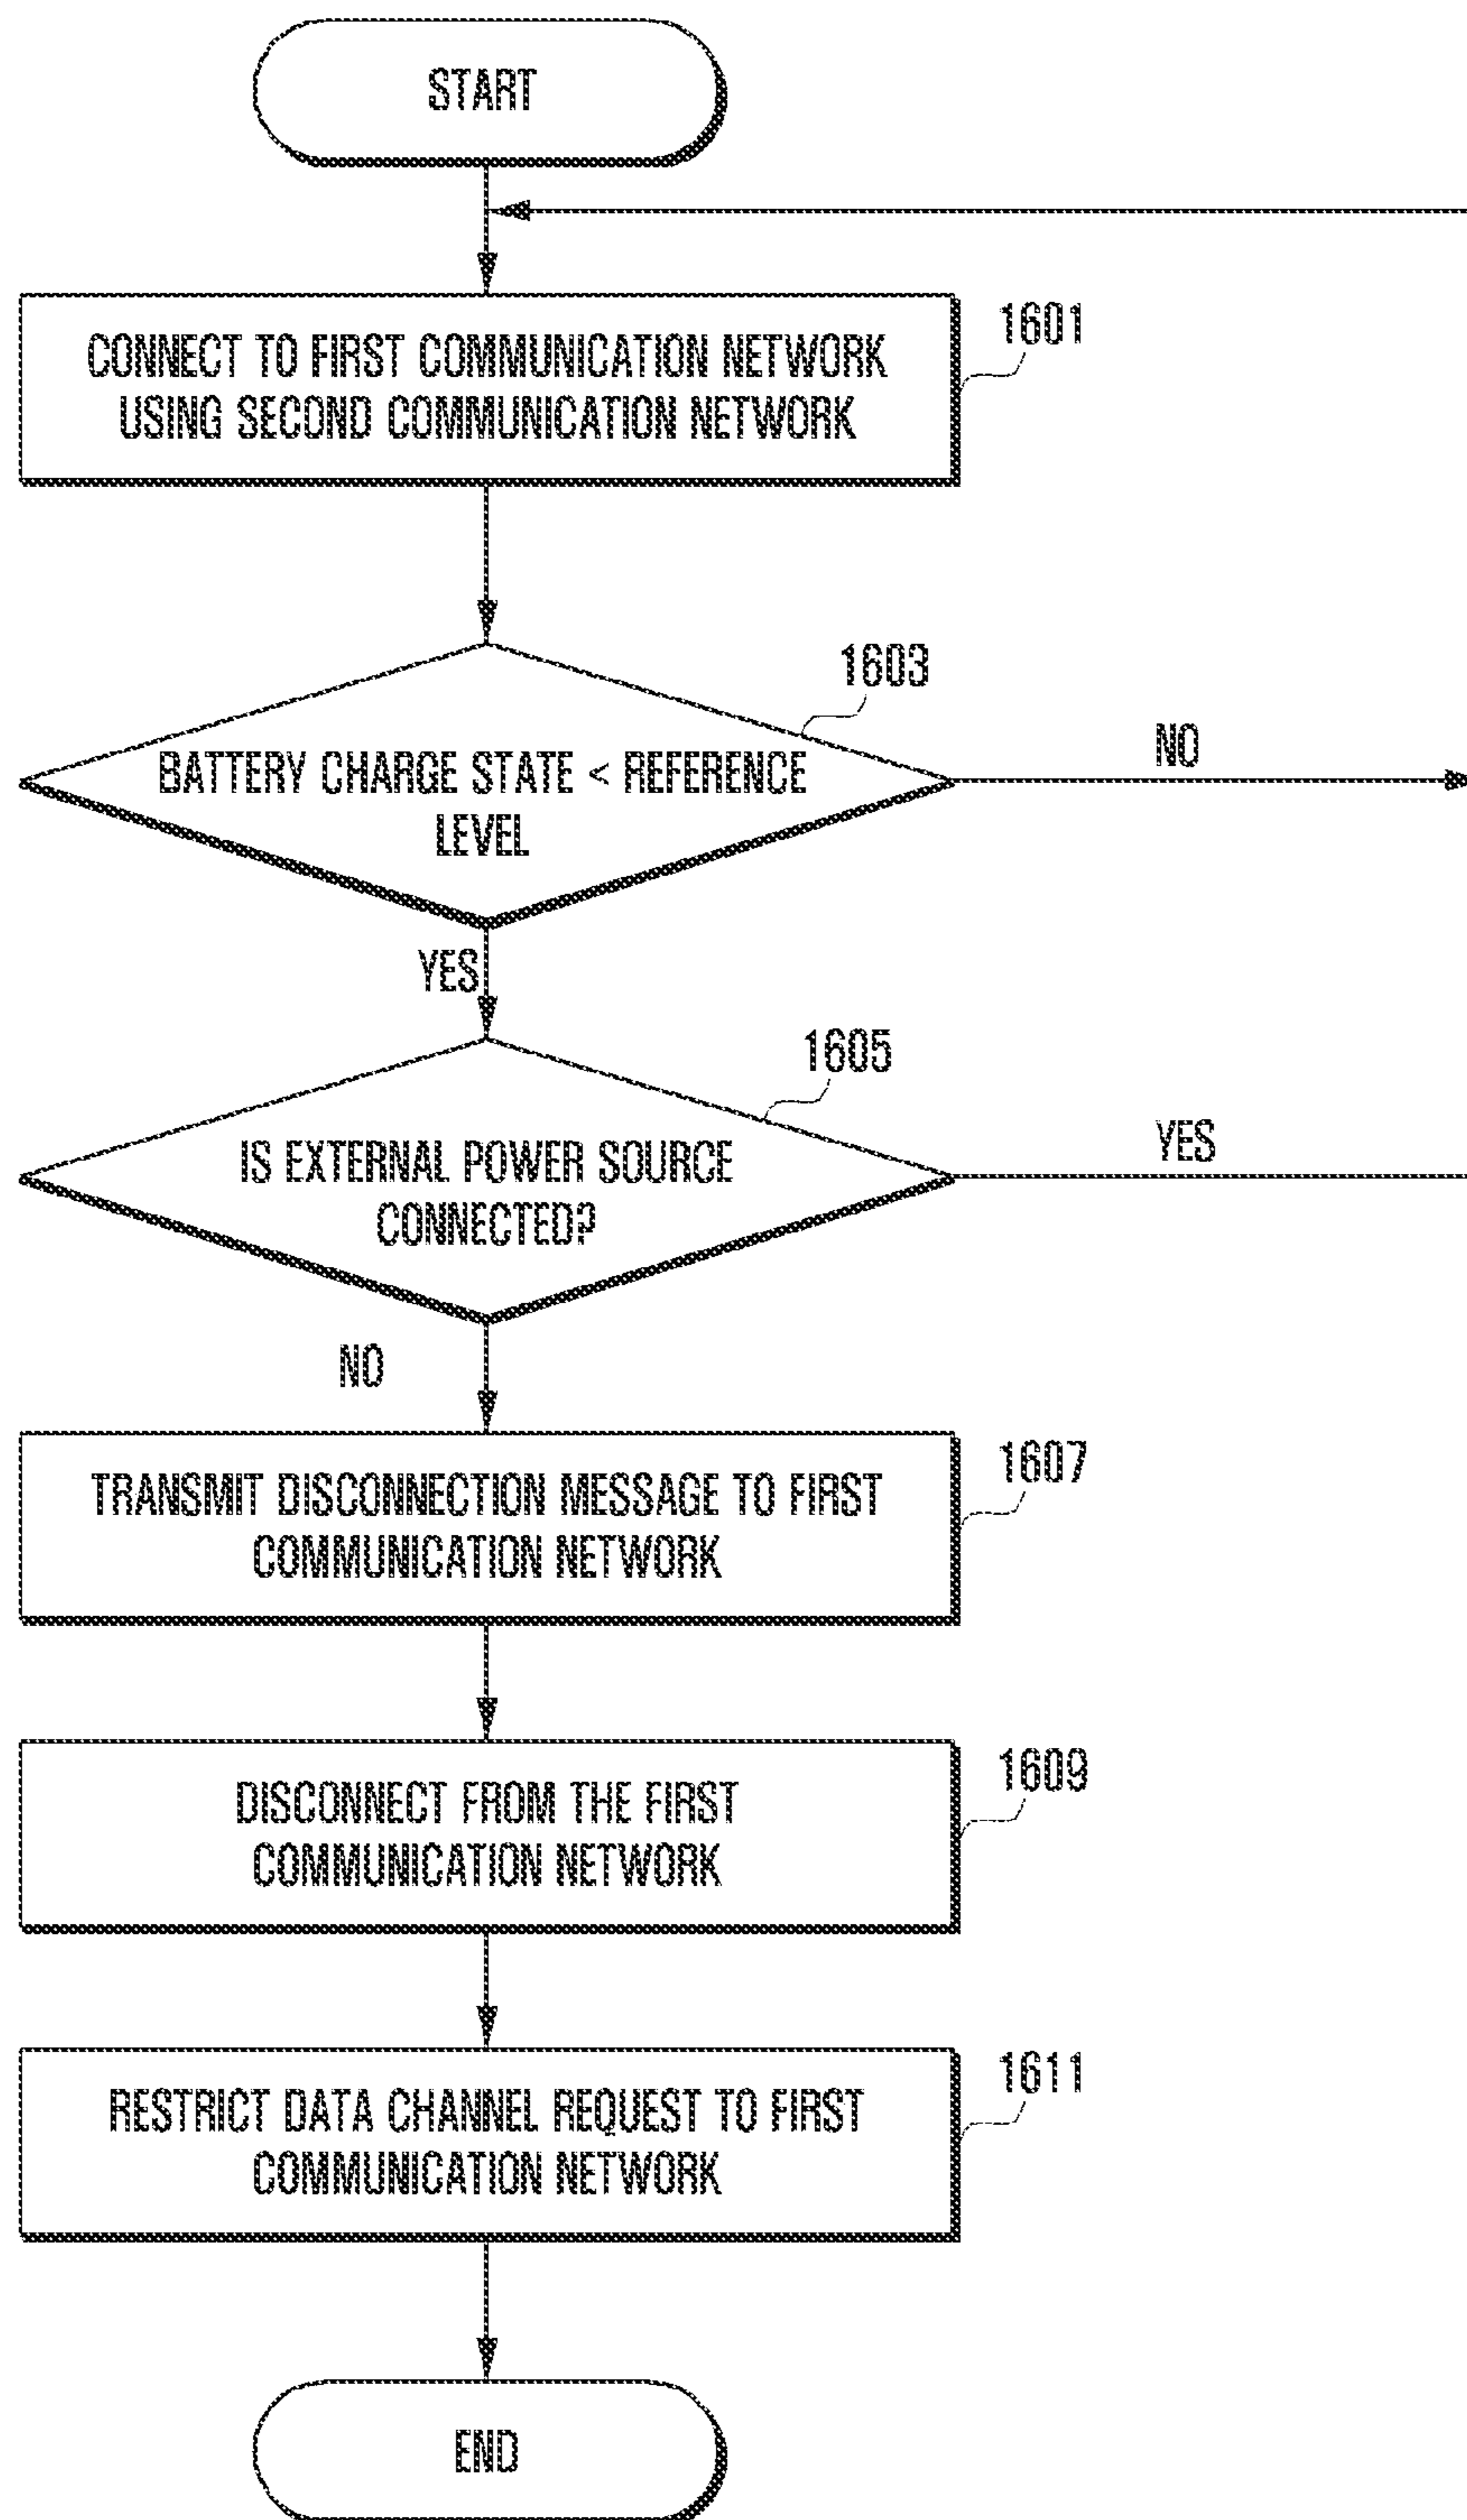 START
1601
CONNECT TO FIRST COMMUNICATION NETWORK
USING SECOND COMMUNICATION NETWORK
1603
NO
BATTERY CHARGE STATE < REFERENCE
LEVEL
YES
1605
YES
IS EXTERNAL POWER SOURCE
CONNECTED?
NO
1607
TRANSMIT DISCONNECTION MESSAGE TO FIRST
COMMUNICATION NETWORK
1609
DISCONNECT FROM THE FIRST
COMMUNICATION NETWORK
1611
RESTRICT DATA CHANNEL REQUEST TO FIRST
COMMUNICATION NETWORK
END